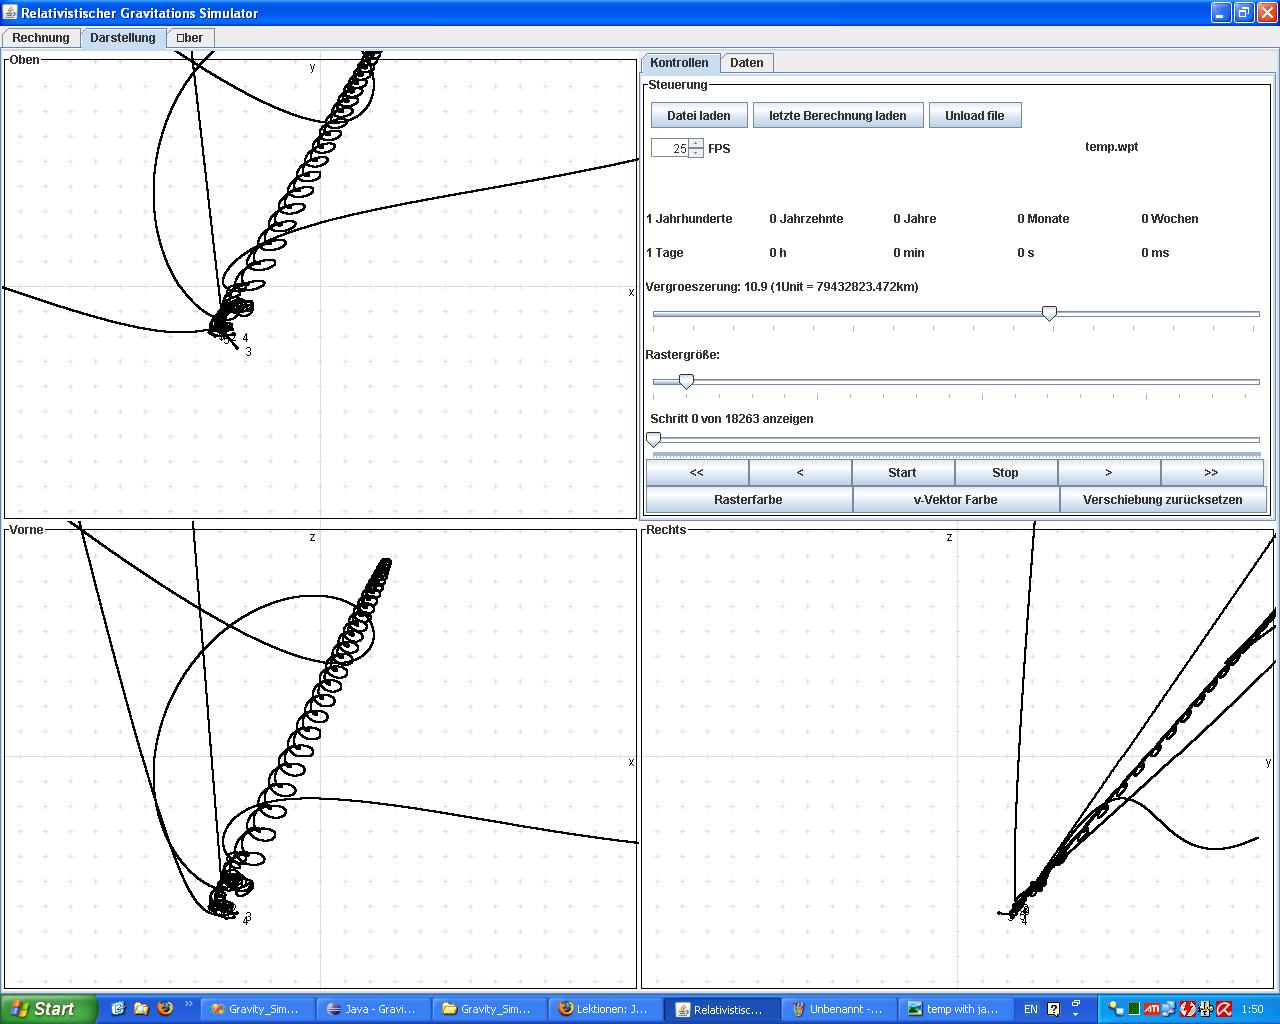 Relativistischer Gravitations Simulator
Rechnung Darstellung □ber
Oben
y
x
4
3
Kontrollen Daten
Steuerung
Datei laden letzte Berechnung laden Unload file
25 FPS
temp.wpt
1 Jahrhunderte 0 Jahrzehnte 0 Jahre 0 Monate 0 Wochen
1 Tage 0 h 0 min 0 s 0 ms
Vergroeszerung: 10.9 (1Unit = 79432823.472km)
Rastergröße:
Schritt 0 von 18263 anzeigen
<< < Start Stop > >>
Rasterfarbe v-Vektor Farbe Verschiebung zurücksetzen
Vorne
z
x
3
4
Rechts
z
y
4
Start Gravity_Sim... Java - Gravi... Gravity_Sim... Lektionen: J... Relativistisc... Unbenannt -... temp with ja... EN 1:50